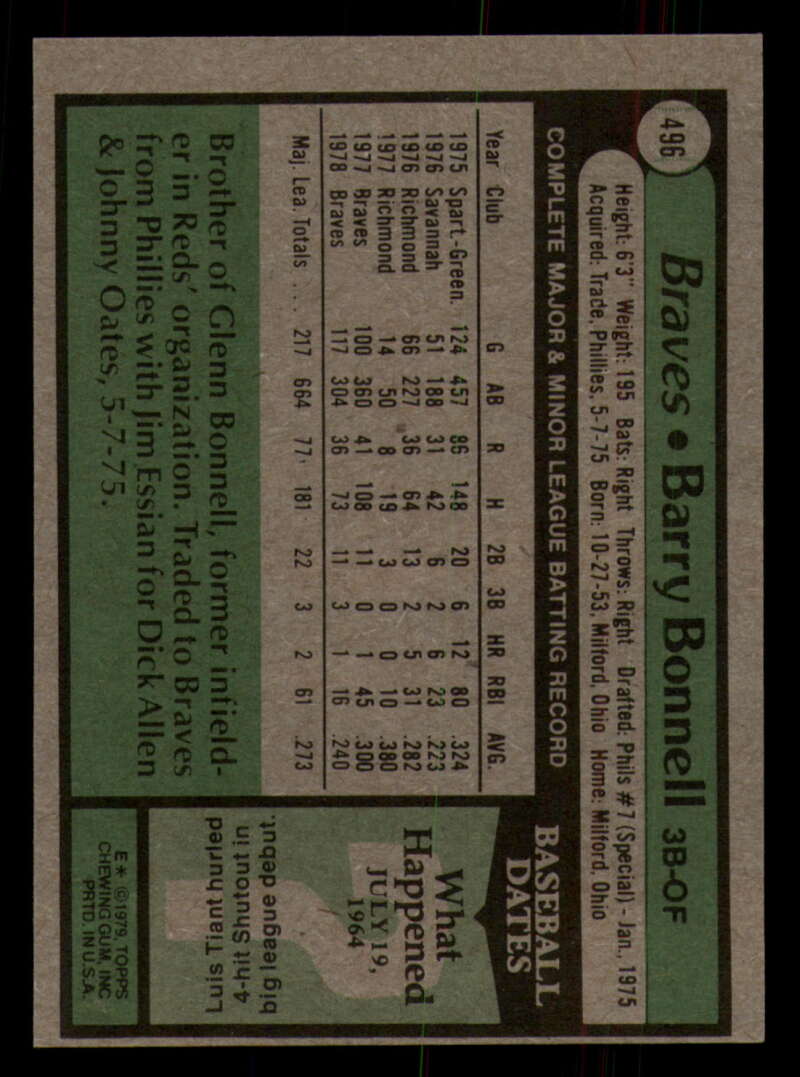 496
Braves • Barry Bonnell 3B-OF
Height: 6'3" Weight: 195 Bats: Right Throws: Right Drafted: Phils #7 (Special) - Jan., 1975
Acquired: Trade, Phillies, 5-7-75 Born: 10-27-53, Milford, Ohio Home: Milford, Ohio
COMPLETE MAJOR & MINOR LEAGUE BATTING RECORD
Year Club G AB R H 2B 3B HR RBI AVG.
1975 Spart-Green. 124 457 86 148 20 6 12 80 .324
1976 Savannah 51 188 31 42 6 2 6 23 .223
1976 Richmond 66 227 36 64 13 2 5 31 .282
1977 Richmond 14 50 8 19 3 0 0 10 .380
1977 Braves 100 360 41 108 11 0 1 45 .300
1978 Braves 117 304 36 73 11 3 1 16 .240
Maj. Lea. Totals ... 217 664 77 181 22 3 2 61 .273
Brother of Glenn Bonnell, former infield-
er in Reds' organization. Traded to Braves
from Phillies with Jim Essian for Dick Allen
& Johnny Oates, 5-7-75.
BASEBALL
DATES
What
Happened
JULY 19,
1964
Luis Tiant hurled
4-hit Shutout in
big league debut.
E* ©1979, TOPPS
CHEWING GUM, INC
PRTD. IN U.S.A.